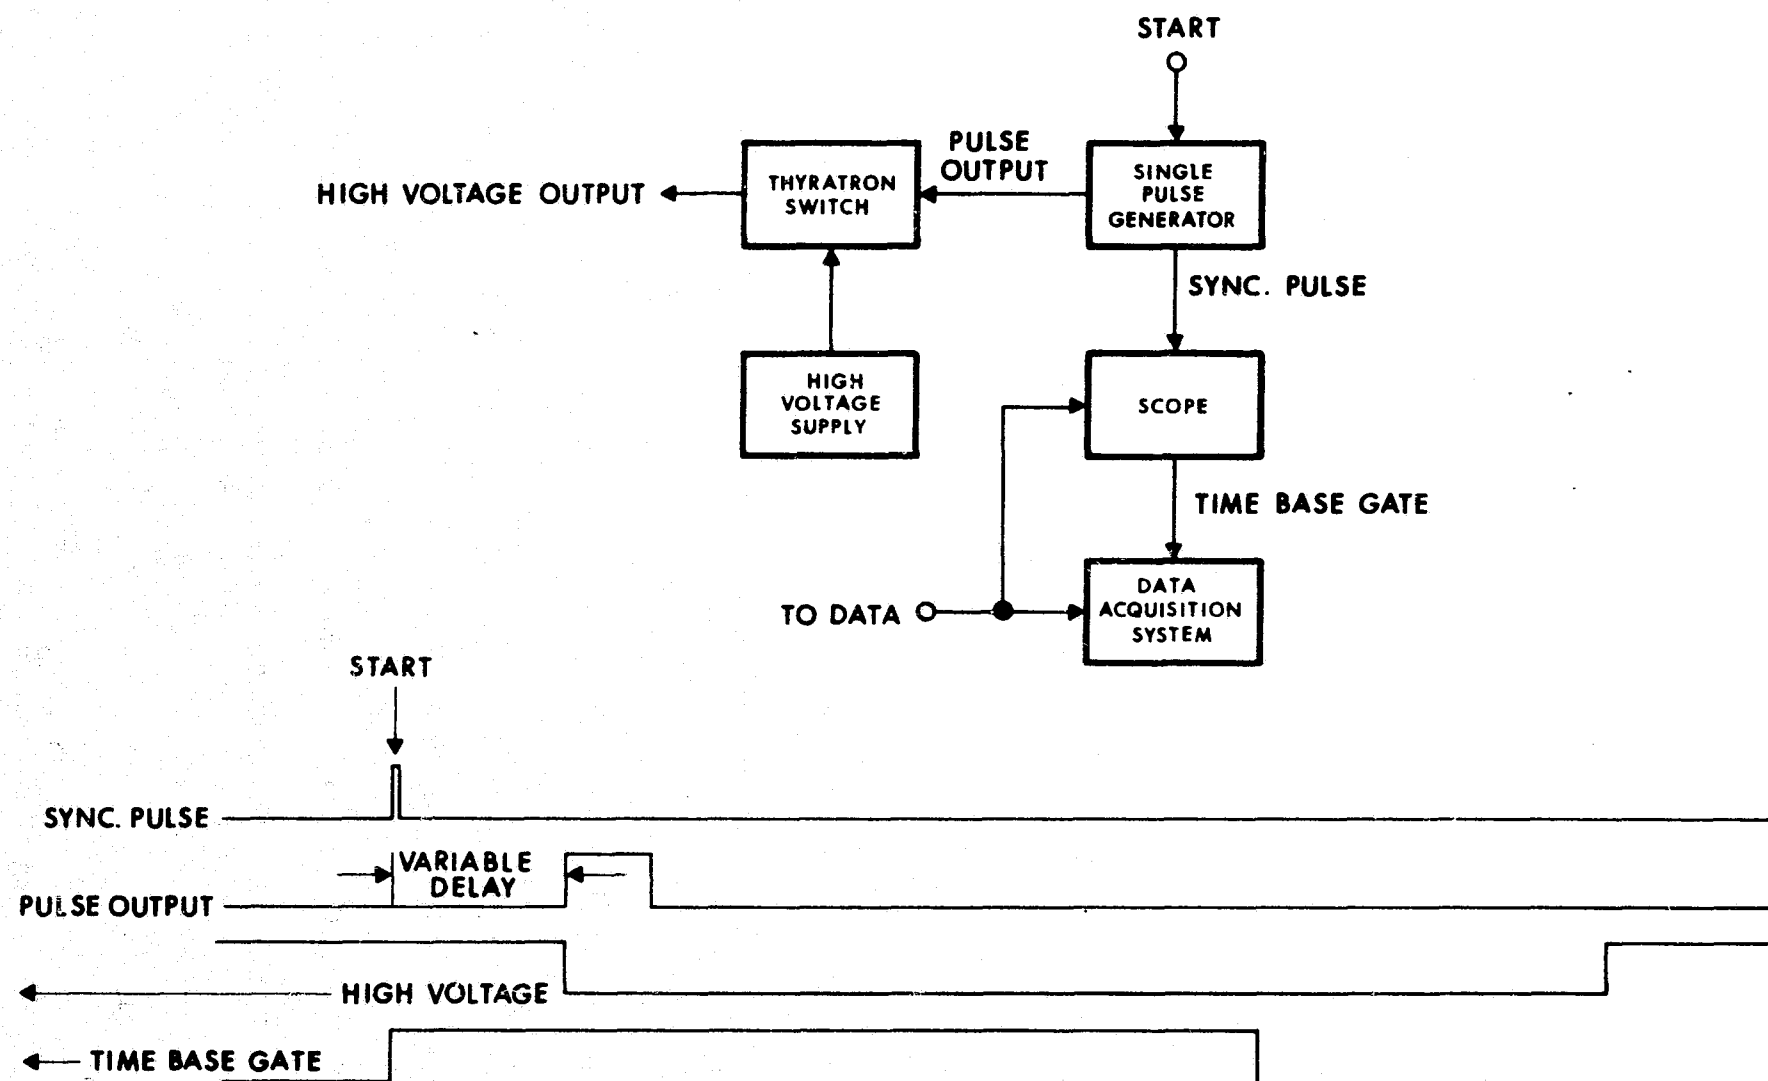 START
PULSE
OUTPUT
THYRATRON
SWITCH
SINGLE
PULSE
GENERATOR
HIGH VOLTAGE OUTPUT
SYNC. PULSE
HIGH
VOLTAGE
SUPPLY
SCOPE
TIME BASE GATE
DATA
ACQUISITION
SYSTEM
TO DATA
START
SYNC. PULSE
VARIABLE
DELAY
PULSE OUTPUT
HIGH VOLTAGE
TIME BASE GATE